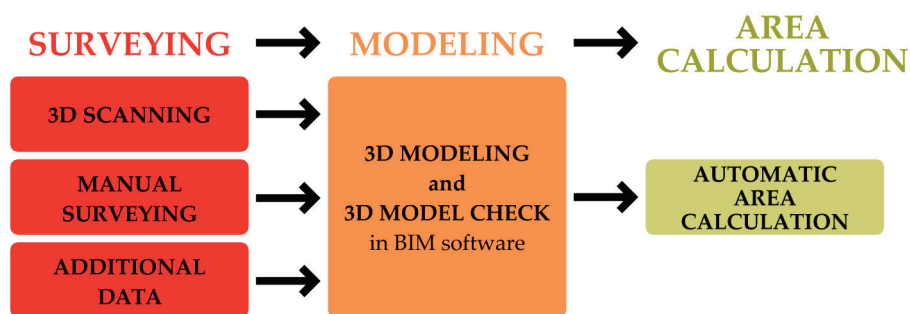 SURVEYING
MODELING
AREA
CALCULATION
3D SCANNING
MANUAL
SURVEYING
ADDITIONAL
DATA
3D MODELING
and
3D MODEL CHECK
in BIM software
AUTOMATIC
AREA
CALCULATION